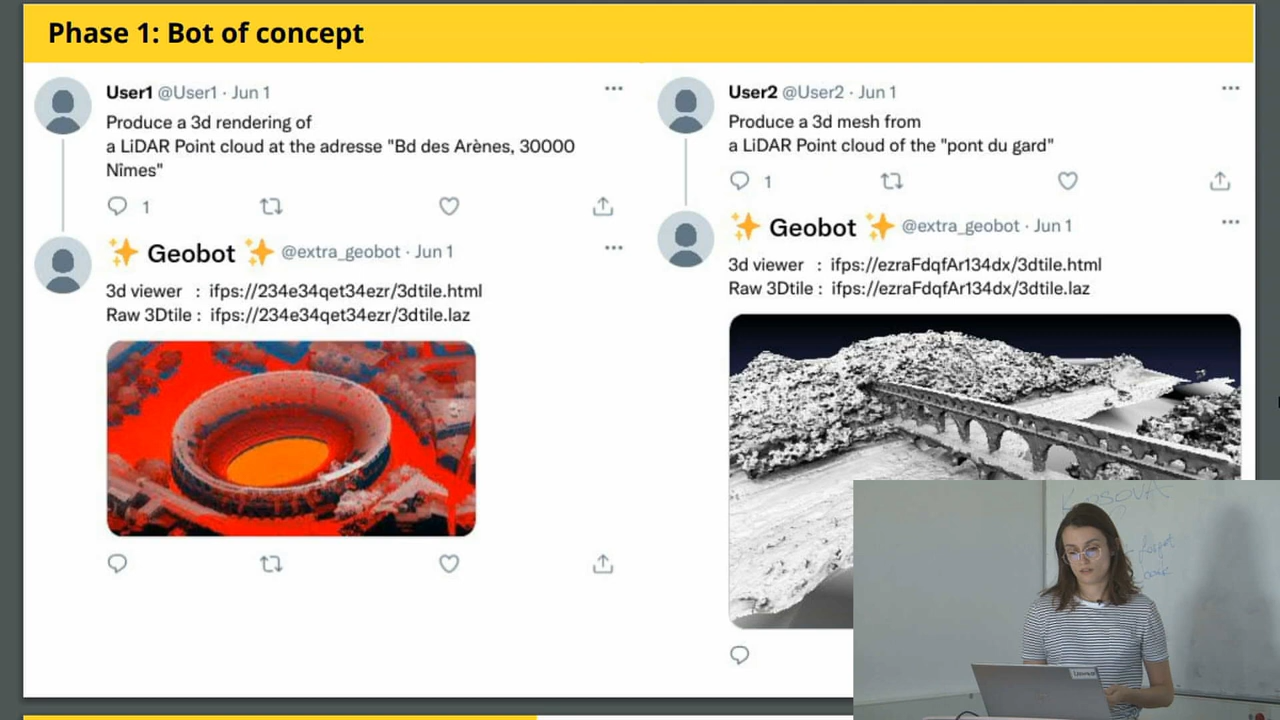 Phase 1: Bot of concept
User1 @User1 · Jun 1
Produce a 3d rendering of
a LiDAR Point cloud at the adresse "Bd des Arènes, 30000
Nîmes"
1
✨ Geobot ✨ @extra_geobot · Jun 1
3d viewer : ifps://234e34qet34ezr/3dtile.html
Raw 3Dtile : ifps://234e34qet34ezr/3dtile.laz
User2 @User2 · Jun 1
Produce a 3d mesh from
a LiDAR Point cloud of the "pont du gard"
1
✨ Geobot ✨ @extra_geobot · Jun 1
3d viewer : ifps://ezraFdqfAr134dx/3dtile.html
Raw 3Dtile : ifps://ezraFdqfAr134dx/3dtile.laz
forget